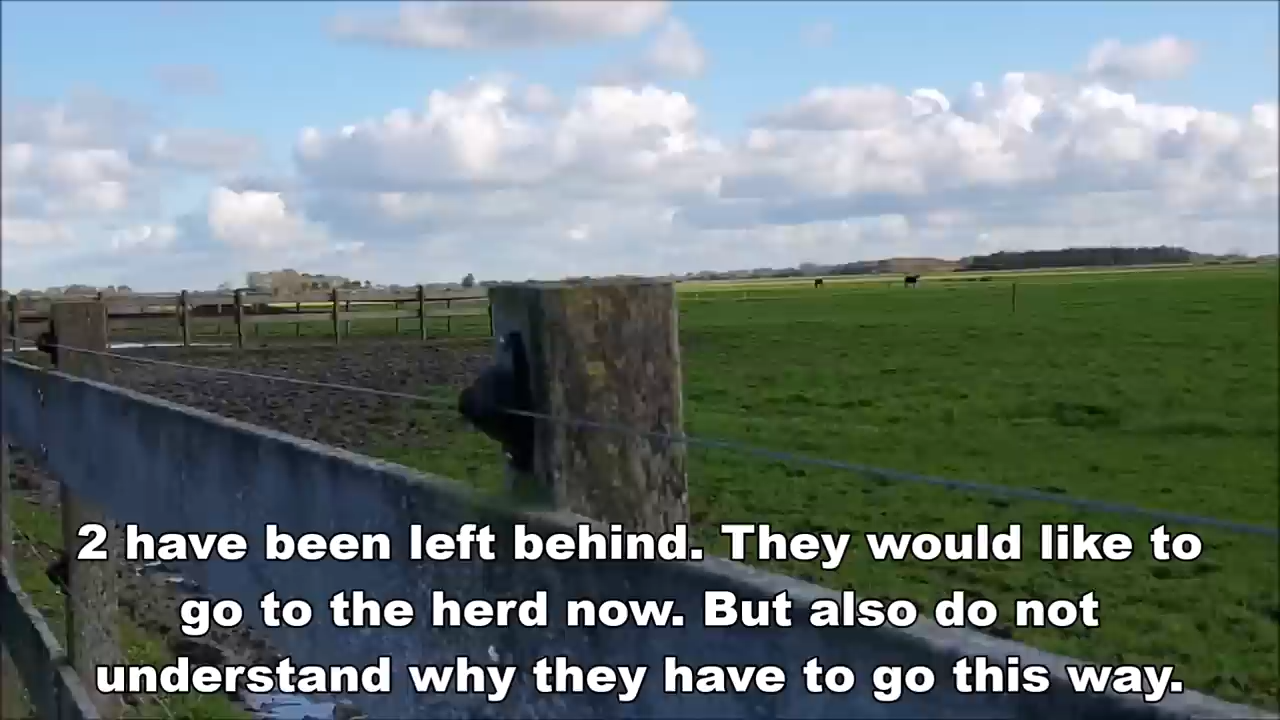 2 have been left behind. They would like to
go to the herd now. But also do not
understand why they have to go this way.